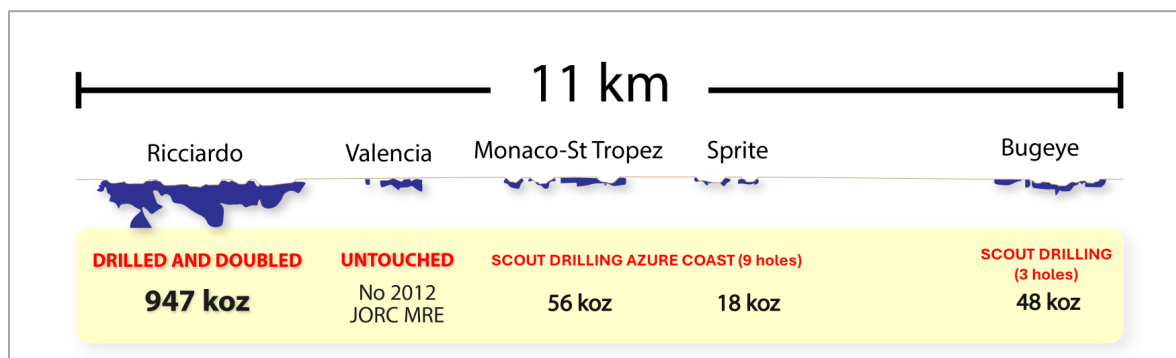 11 km
Ricciardo
Valencia
Monaco-St Tropez
Sprite
Bugeye
DRILLED AND DOUBLED
947 koz
UNTOUCHED
No 2012
JORC MRE
SCOUT DRILLING AZURE COAST (9 holes)
56 koz
18 koz
SCOUT DRILLING
(3 holes)
48 koz